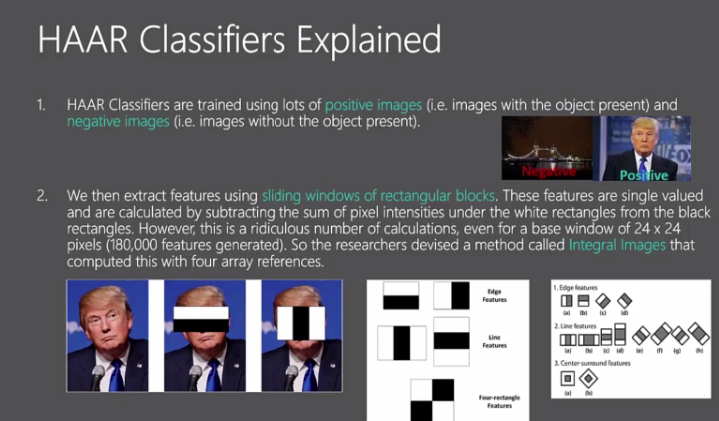 HAAR Classifiers Explained
1. HAAR Classifiers are trained using lots of positive images (i.e. images with the object present) and
negative images (i.e. images without the object present).
Negative
Positive
2. We then extract features using sliding windows of rectangular blocks. These features are single valued
and are calculated by subtracting the sum of pixel intensities under the white rectangles from the black
rectangles. However, this is a ridiculous number of calculations, even for a base window of 24 x 24
pixels (180,000 features generated). So the researchers devised a method called Integral Images that
computed this with four array references.
Edge
Features
Line
Features
Four-rectangle
Features
1. Edge features
(a) (b) (c) (d)
2. Line features
(a) (b) (c) (d) (e) (f) (g) (h)
3. Center-surround features
(a) (b)